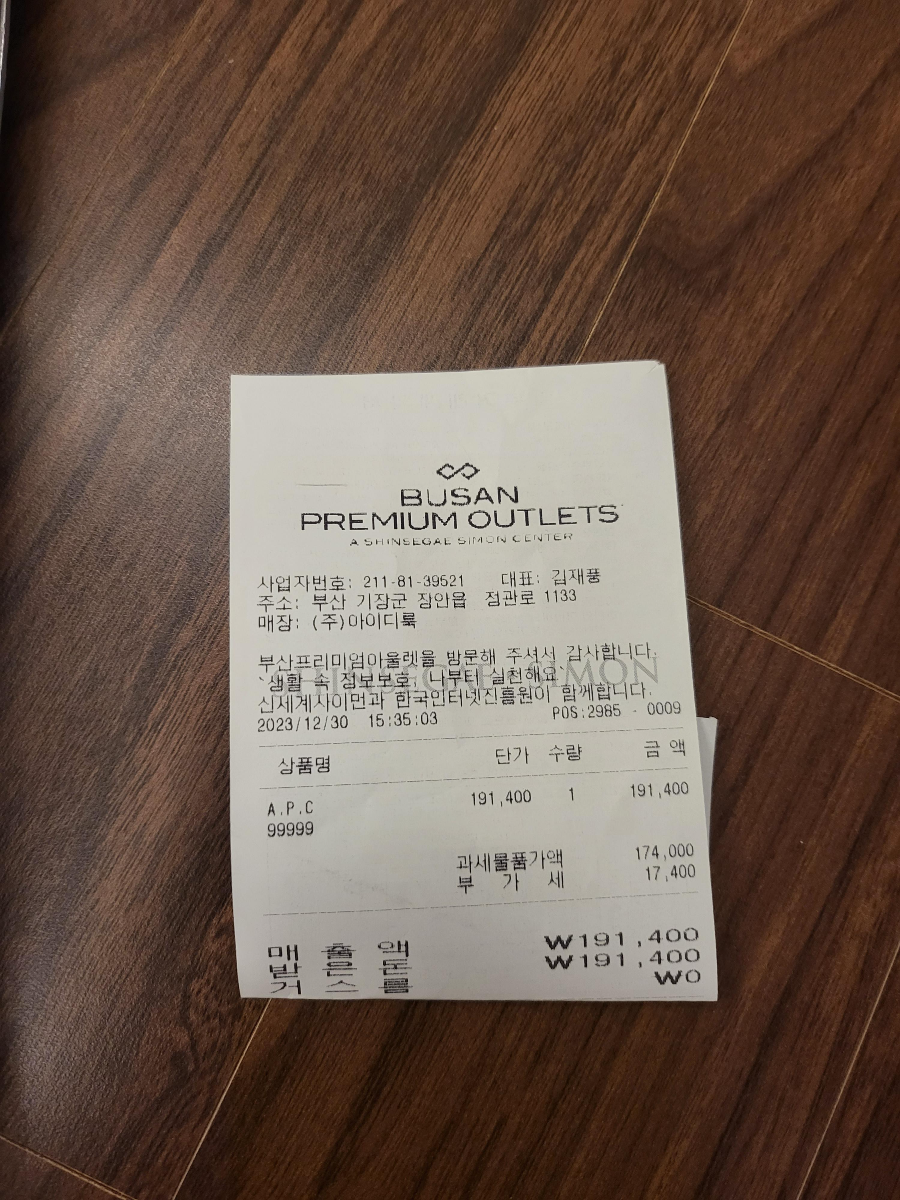 BUSAN
PREMIUM OUTLETS
A SHINSEGAE SIMON CENTER
사업자번호: 211-81-39521 대표: 김재풍
주소: 부산 기장군 장안읍 정관로 1133
매장: (주)아이디룩
부산프리미엄아울렛을 방문해 주셔서 감사합니다.
`생활 속 정보보호, 나부터 실천해요`
신세계사이먼과 한국인터넷진흥원이 함께합니다.
SHINSEGAE SIMON
2023/12/30 15:35:03 POS:2985 - 0009
상품명 단가 수량 금 액
A.P.C 191,400 1 191,400
99999
과세물품가액 174,000
부 가 세 17,400
매 출 액 ₩191,400
받 은 돈 ₩191,400
거 스 름 ₩0